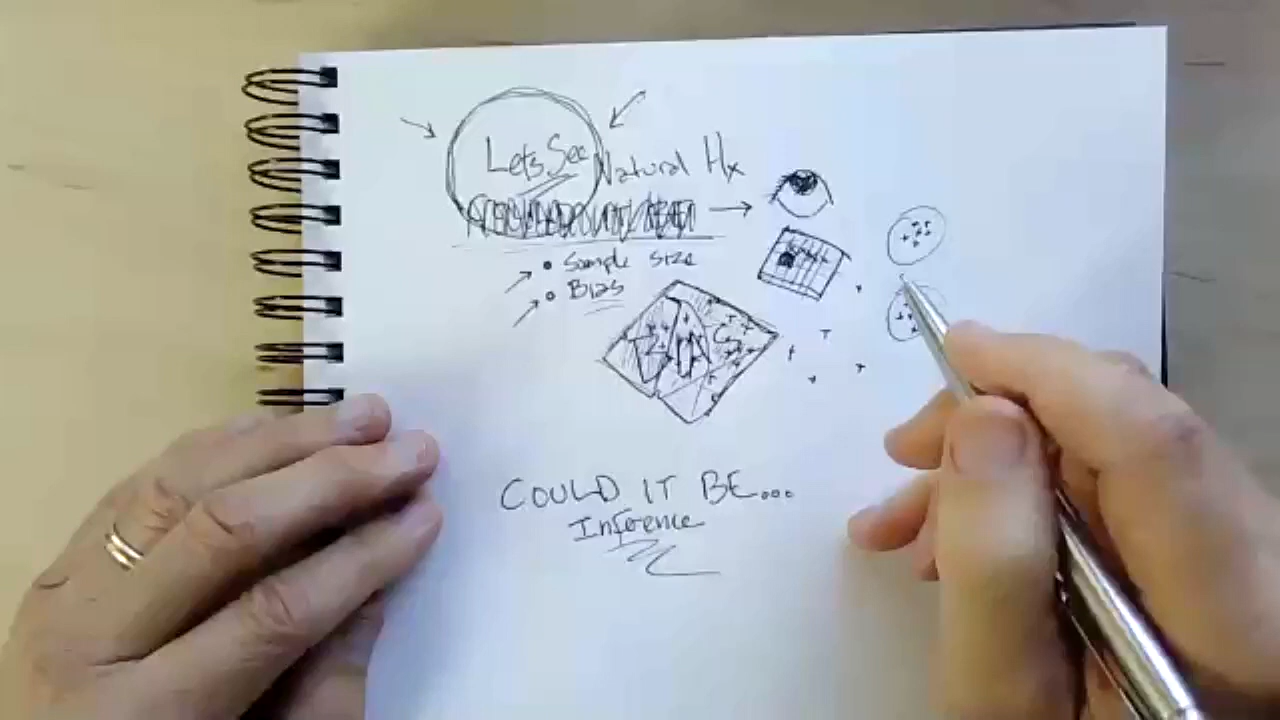 Lets See
Natural Hx
• Sample size
• Bias
COULD IT BE...
Inference